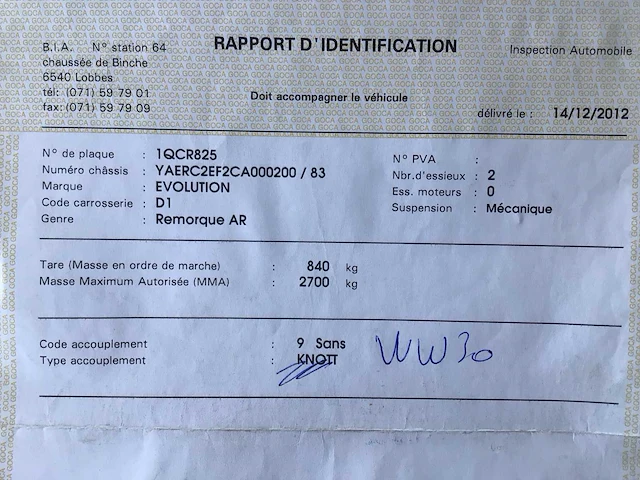 B.I.A. N° station 64
chaussée de Binche
6540 Lobbes
tél: (071) 59 79 01
fax: (071) 59 79 09
RAPPORT D'IDENTIFICATION
Doit accompagner le véhicule
Inspection Automobile
délivré le : 14/12/2012
N° de plaque : 1QCR825
Numéro châssis : YAERC2EF2CA000200 / 83
Marque : EVOLUTION
Code carrosserie : D1
Genre : Remorque AR
N° PVA :
Nbr.d'essieux : 2
Ess. moteurs : 0
Suspension : Mécanique
Tare (Masse en ordre de marche) : 840 kg
Masse Maximum Autorisée (MMA) : 2700 kg
Code accouplement : 9 Sans
Type accouplement : KNOTT
WW30